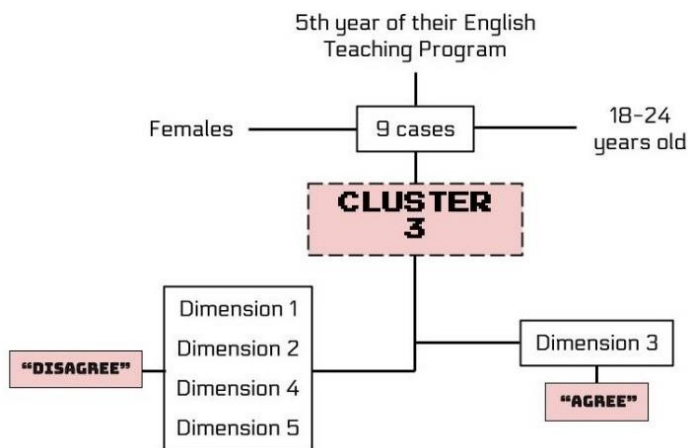 5th year of their English
Teaching Program
Females
9 cases
18-24
years old
CLUSTER
3
Dimension 1
Dimension 2
Dimension 4
Dimension 5
"DISAGREE"
Dimension 3
"AGREE"